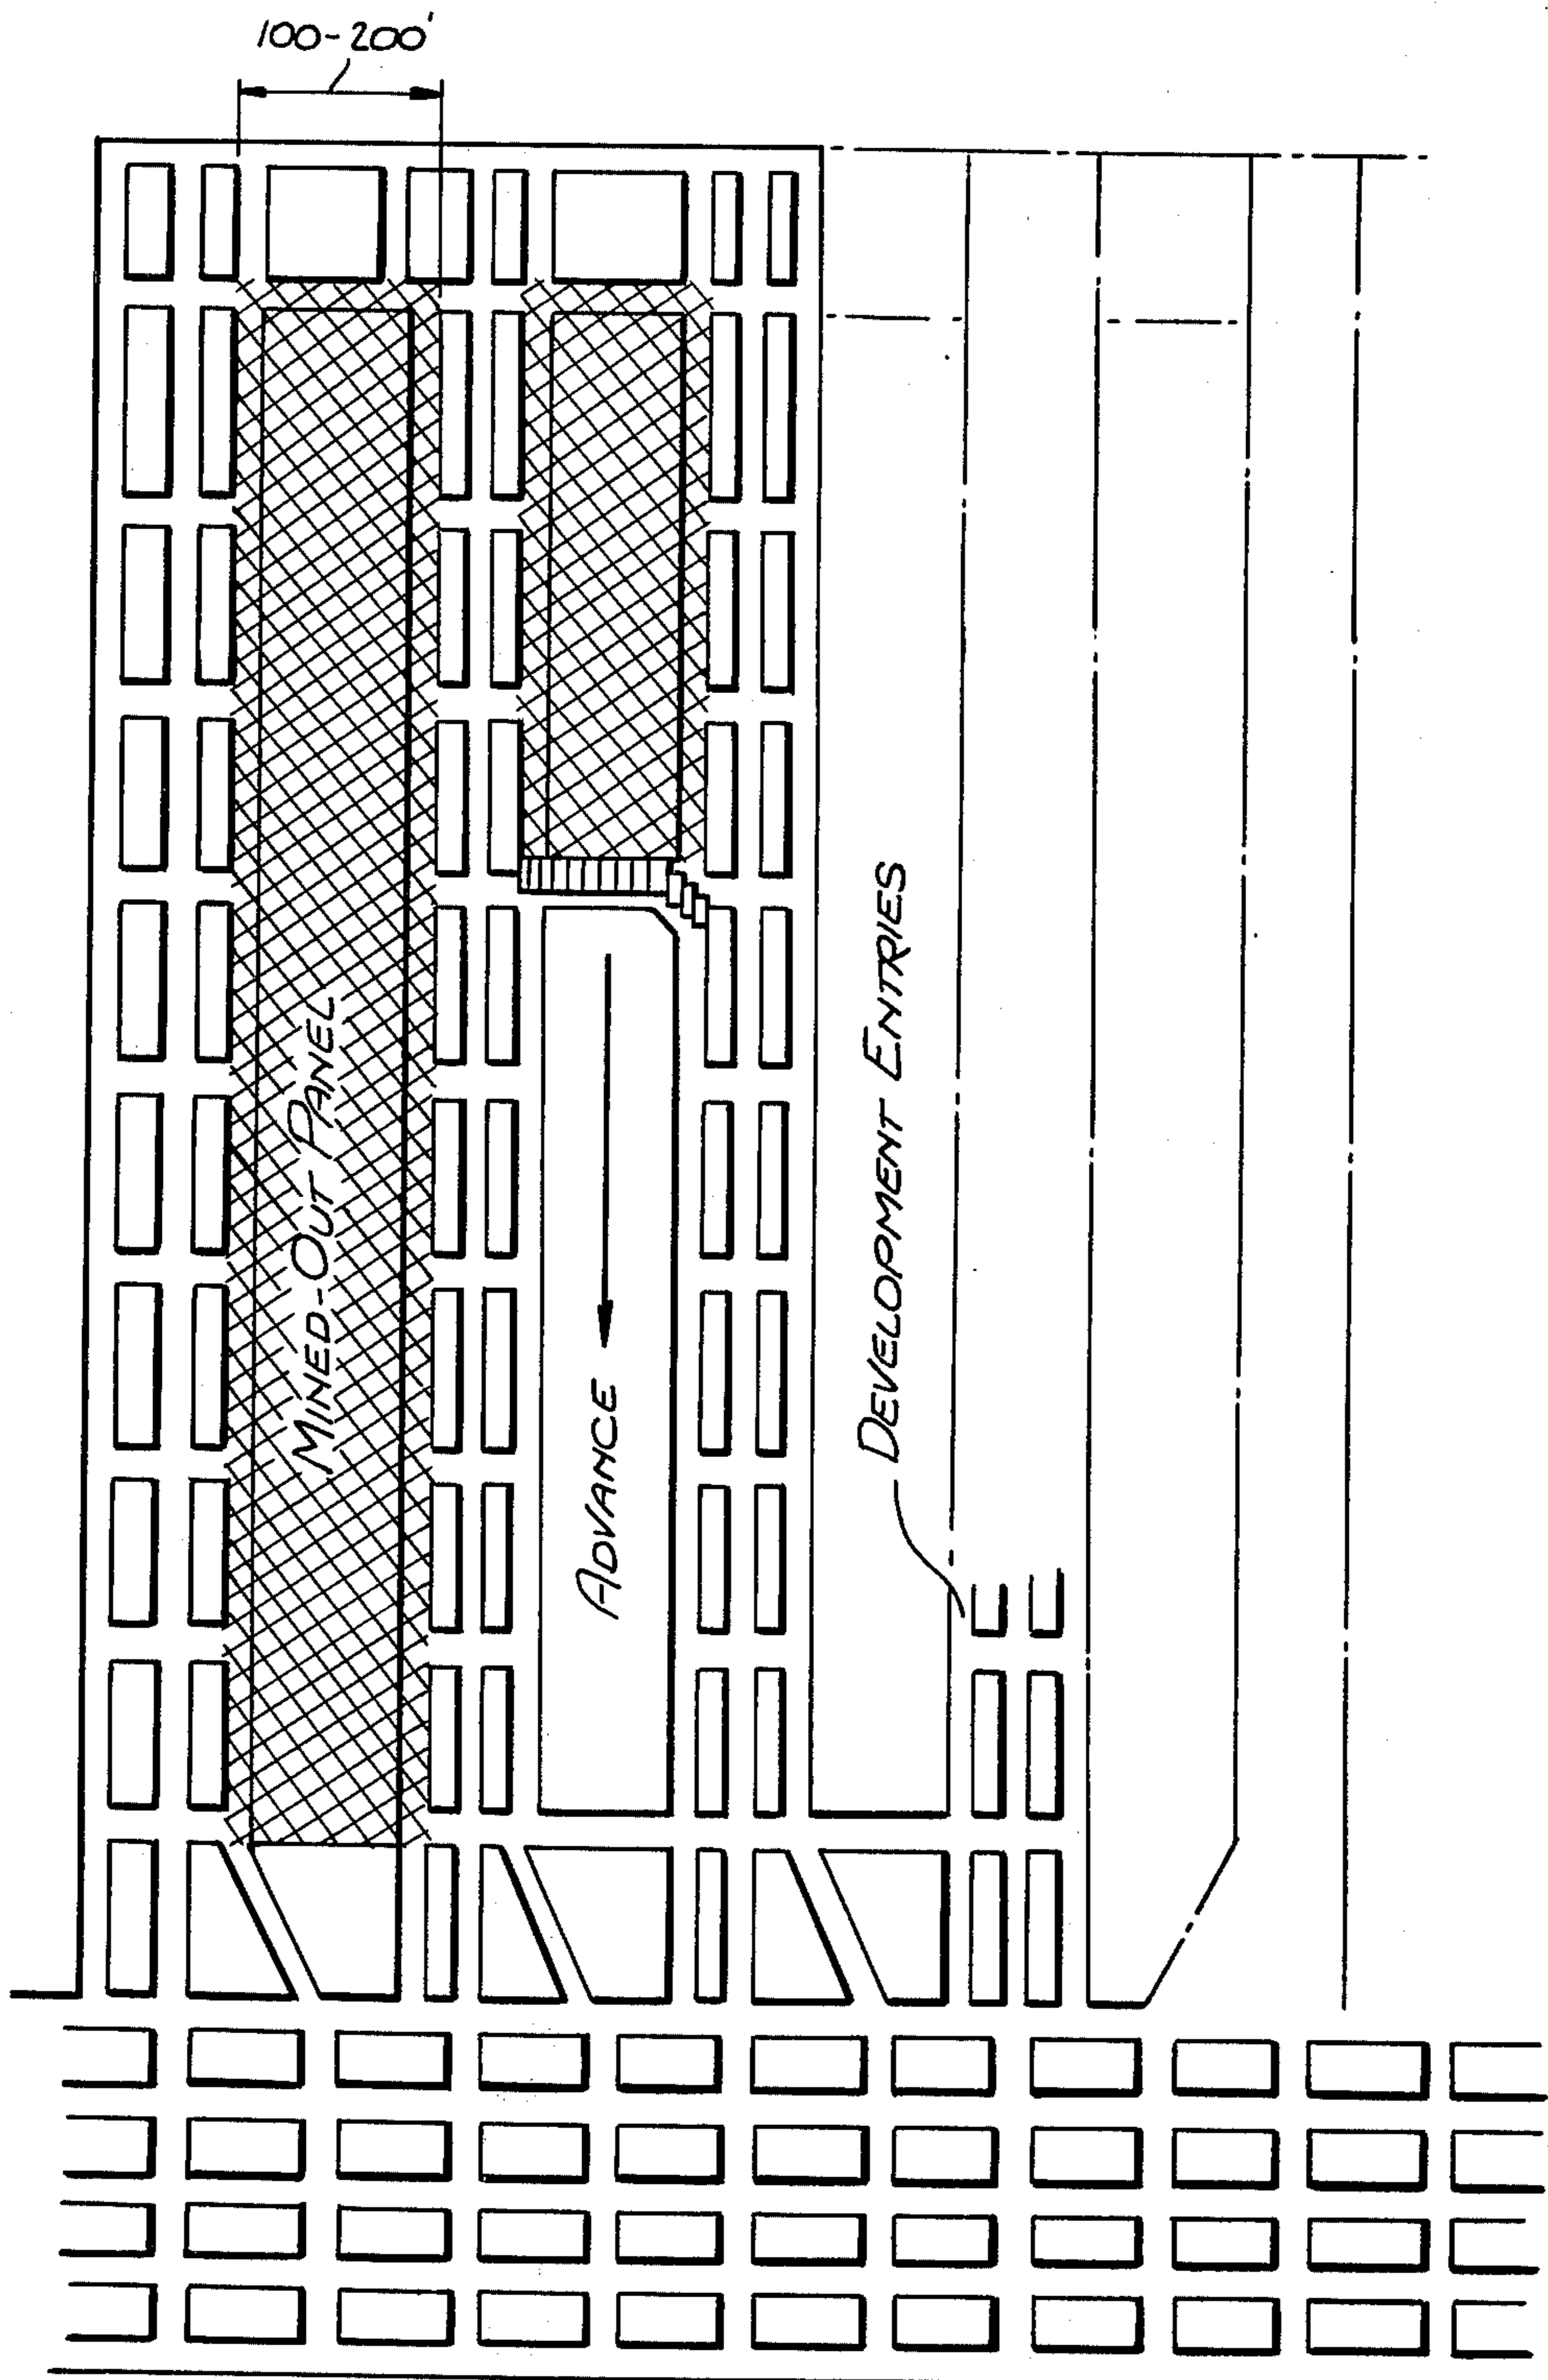 100-200'
MINED-OUT PANEL
ADVANCE
DEVELOPMENT ENTRIES